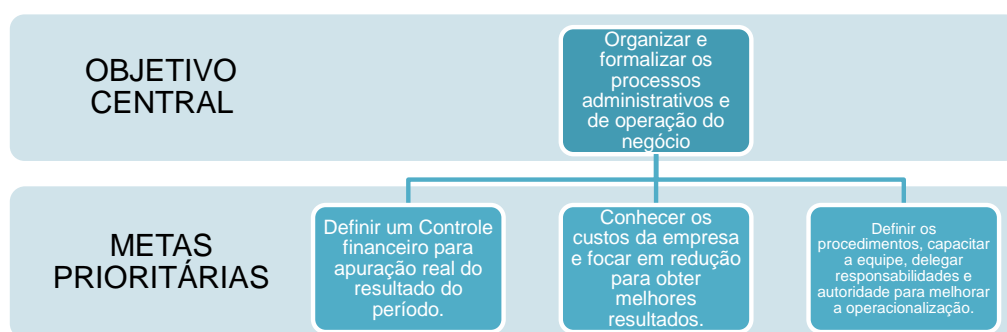 OBJETIVO
CENTRAL
Organizar e
formalizar os
processos
administrativos e
de operação do
negócio
METAS
PRIORITÁRIAS
Definir um Controle
financeiro para
apuração real do
resultado do
período.
Conhecer os
custos da empresa
e focar em redução
para obter
melhores
resultados.
Definir os
procedimentos, capacitar
a equipe, delegar
responsabilidades e
autoridade para melhorar
a operacionalização.